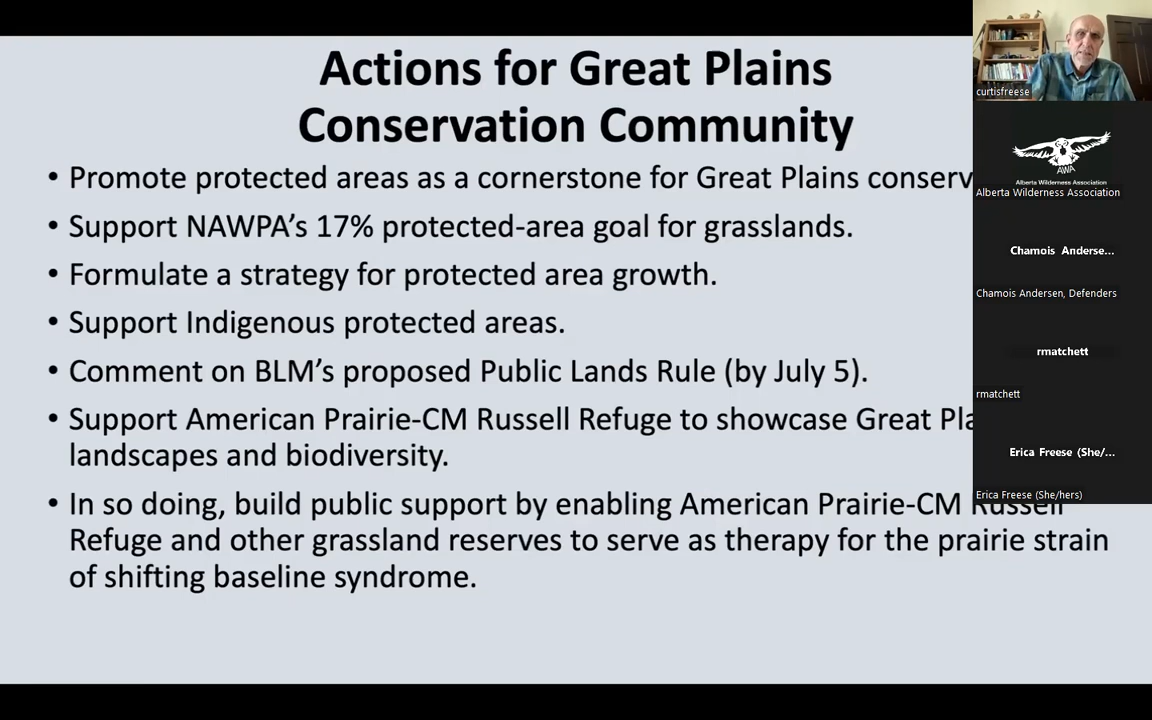 Actions for Great Plains
Conservation Community
• Promote protected areas as a cornerstone for Great Plains conserv
• Support NAWPA’s 17% protected-area goal for grasslands.
• Formulate a strategy for protected area growth.
• Support Indigenous protected areas.
• Comment on BLM’s proposed Public Lands Rule (by July 5).
• Support American Prairie-CM Russell Refuge to showcase Great Pla
landscapes and biodiversity.
• In so doing, build public support by enabling American Prairie-CM Russell
Refuge and other grassland reserves to serve as therapy for the prairie strain
of shifting baseline syndrome.
curtisfreese
AWA
Alberta Wilderness Association
Alberta Wilderness Association
Chamois Anderse...
Chamois Andersen, Defenders
rmatchett
rmatchett
Erica Freese (She/...
Erica Freese (She/hers)